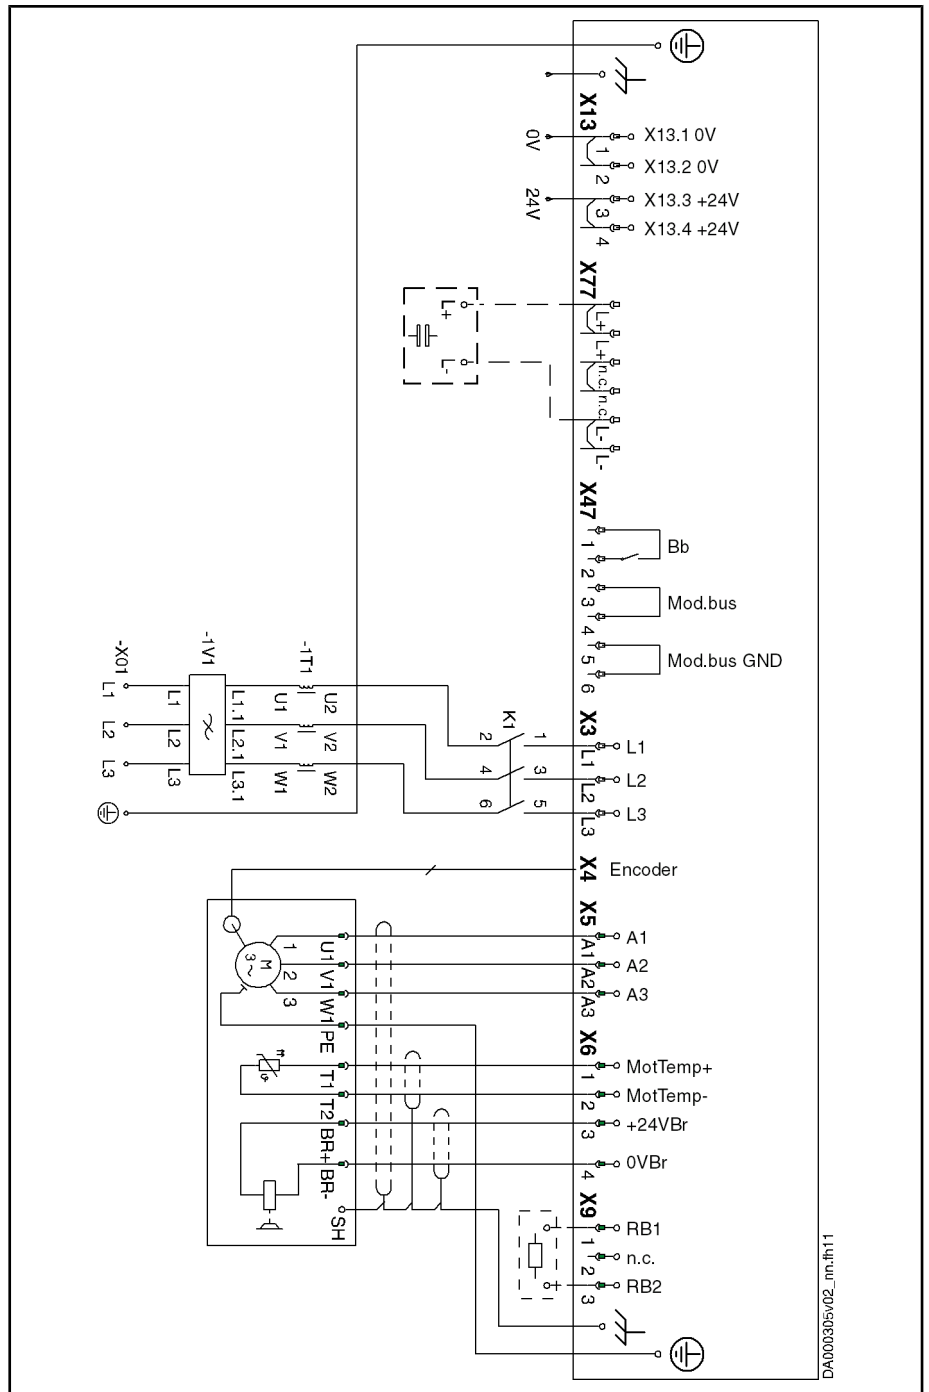 X13
0V
1
X13.1 0V
2
X13.2 0V
24V
3
X13.3 +24V
4
X13.4 +24V
X77
L+
L-
L+
L+
n.c.
n.c.
L-
L-
X47
1
2
Bb
3
4
Mod.bus
5
6
Mod.bus GND
-X01
-1V1
-1T1
K1
X3
L1
L1
L1.1
U1
U2
2
1
L1
L1
L2
L2
L2.1
V1
V2
4
3
L2
L2
L3
L3
L3.1
W1
W2
6
5
L3
L3
X4
Encoder
X5
M
3 ~
1
U1
A1
A1
2
V1
A2
A2
3
W1
A3
A3
PE
X6
T1
1
MotTemp+
T2
2
MotTemp-
BR+
3
+24VBr
BR-
4
0VBr
SH
X9
1
RB1
2
n.c.
3
RB2
DA000305v02_nn.fh11